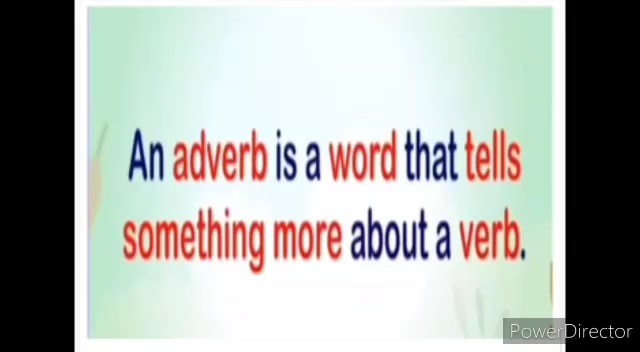 An adverb is a word that tells
something more about a verb.
PowerDirector